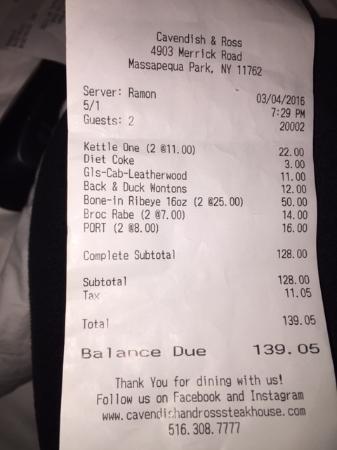 Cavendish & Ross
4903 Merrick Road
Massapequa Park, NY 11762
Server: Ramon 03/04/2016
5/1 7:29 PM
Guests: 2 20002
Kettle One (2 @11.00) 22.00
Diet Coke 3.00
Gls-Cab-Leatherwood 11.00
Back & Duck Wontons 12.00
Bone-in Ribeye 16oz (2 @25.00) 50.00
Broc Rabe (2 @7.00) 14.00
PORT (2 @8.00) 16.00
Complete Subtotal 128.00
Subtotal 128.00
Tax 11.05
Total 139.05
Balance Due 139.05
Thank You for dining with us!
Follow us on Facebook and Instagram
www.cavendishandrosssteakhouse.com
516.308.7777